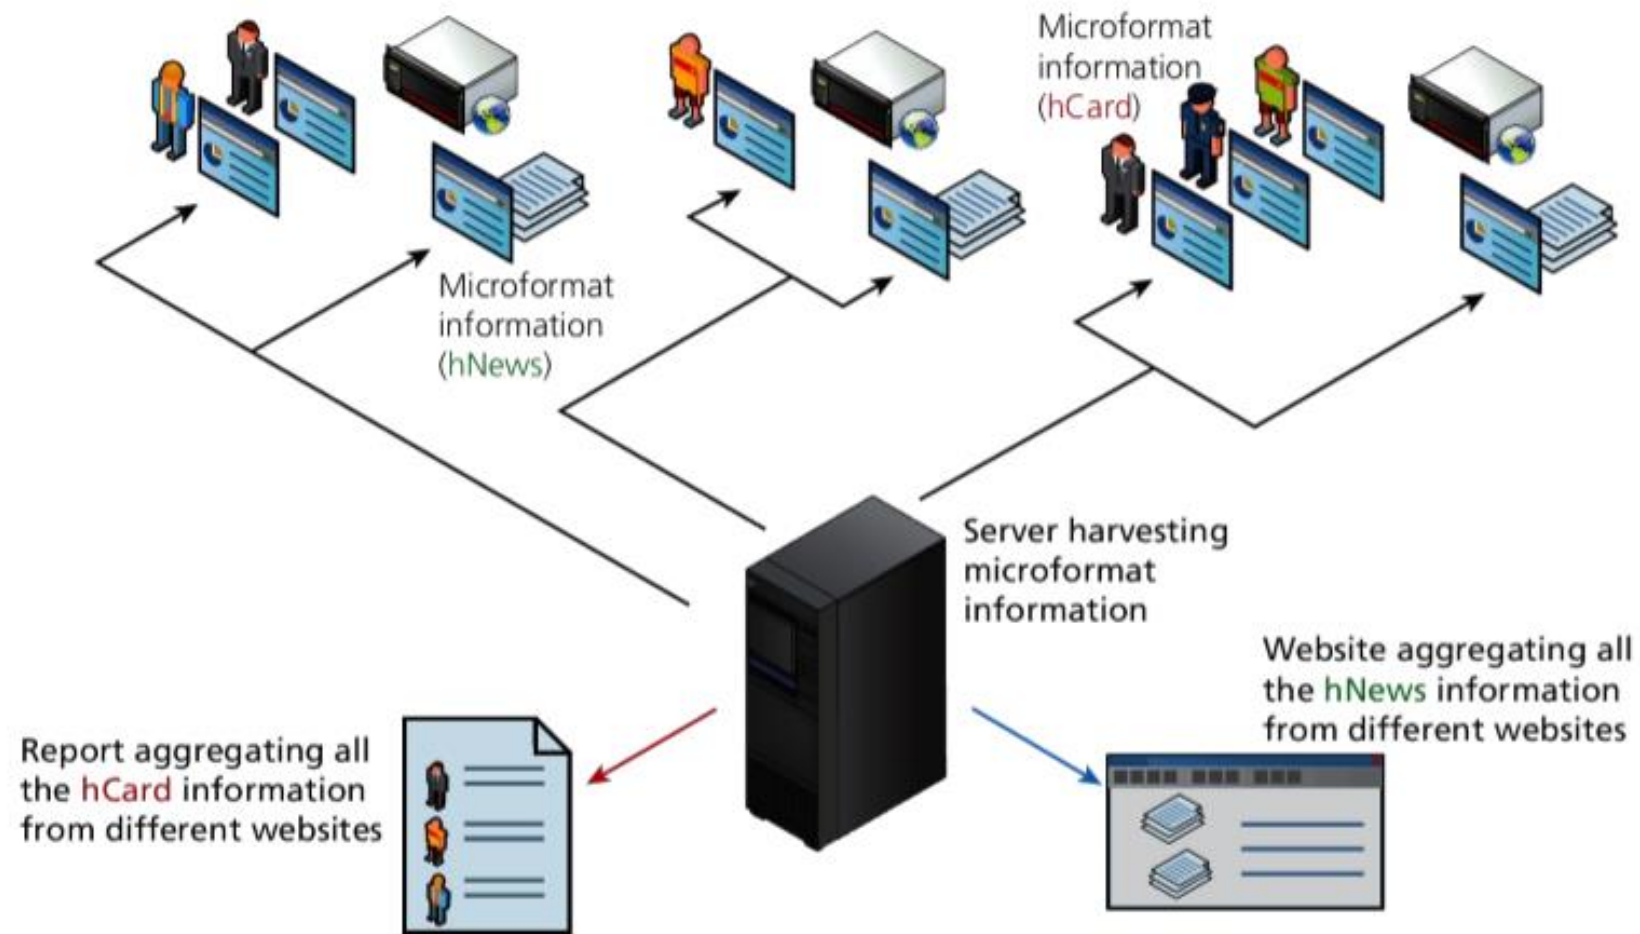 Microformat
information
(hCard)
Microformat
information
(hNews)
Server harvesting
microformat
information
Website aggregating all
the hNews information
from different websites
Report aggregating all
the hCard information
from different websites